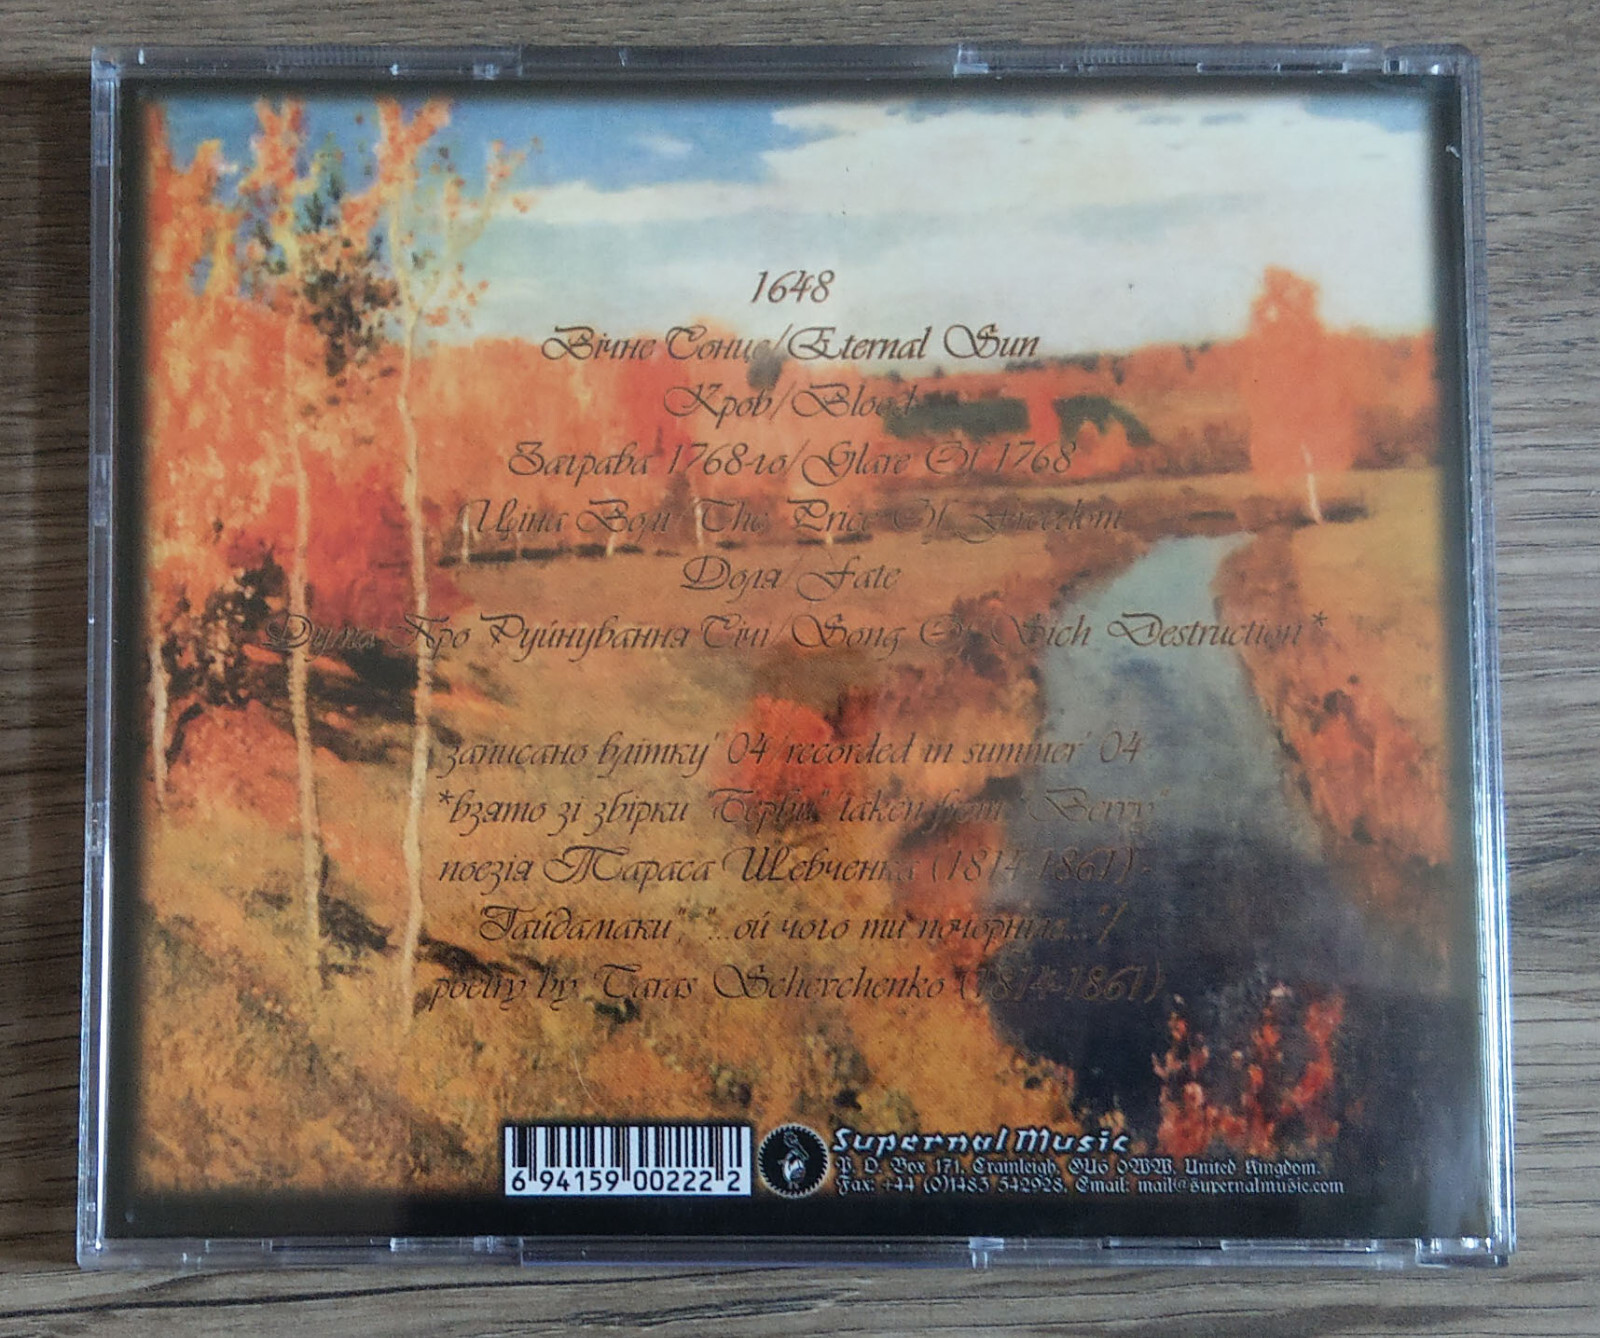 1648
Вічне Сонце/Eternal Sun
Кров/Blood
Заграва 1768-го/Glare Of 1768
Ціна Волі/The Price Of Freedom
Доля/Fate
Дума Про Руйнування Січі/Song Of Sich Destruction*
записано влітку' 04/recorded in summer' 04
*взято зі збірки "Терви"/taken from "Berry"
поезія Тараса Шевченка (1814-1861) -
"Гайдамаки", "...ой чого ти почорніло..."/
poetry by Taras Schevchenko (1814-1861)
6 94159 00222 2
Supernal Music
P. O. Box 171, Cranleigh, GU6 0WW, United Kingdom.
Fax: +44 (0)1483 542928, Email: mail@supernalmusic.com